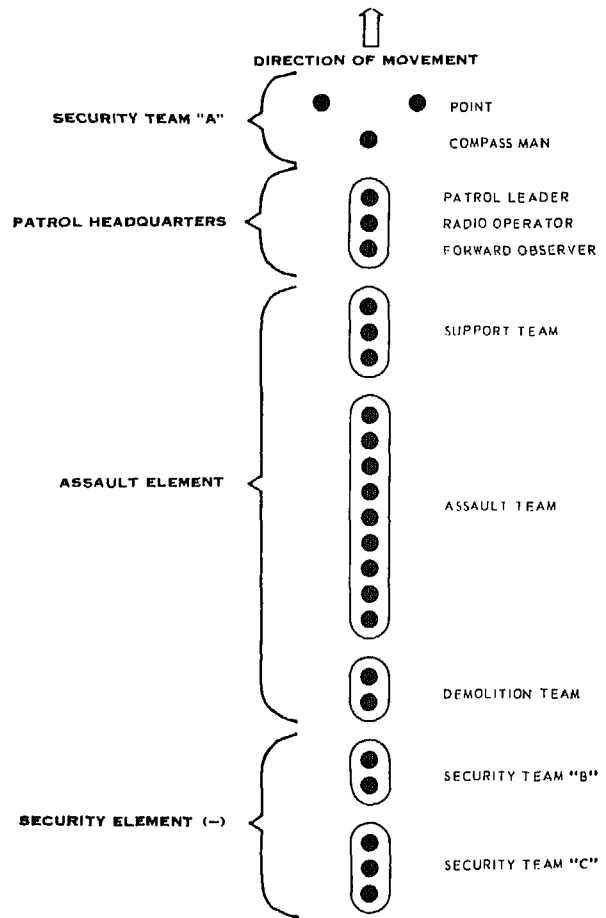 DIRECTION OF MOVEMENT
SECURITY TEAM "A"
POINT
COMPASS MAN
PATROL HEADQUARTERS
PATROL LEADER
RADIO OPERATOR
FORWARD OBSERVER
SUPPORT TEAM
ASSAULT ELEMENT
ASSAULT TEAM
DEMOLITION TEAM
SECURITY ELEMENT (–)
SECURITY TEAM "B"
SECURITY TEAM "C"